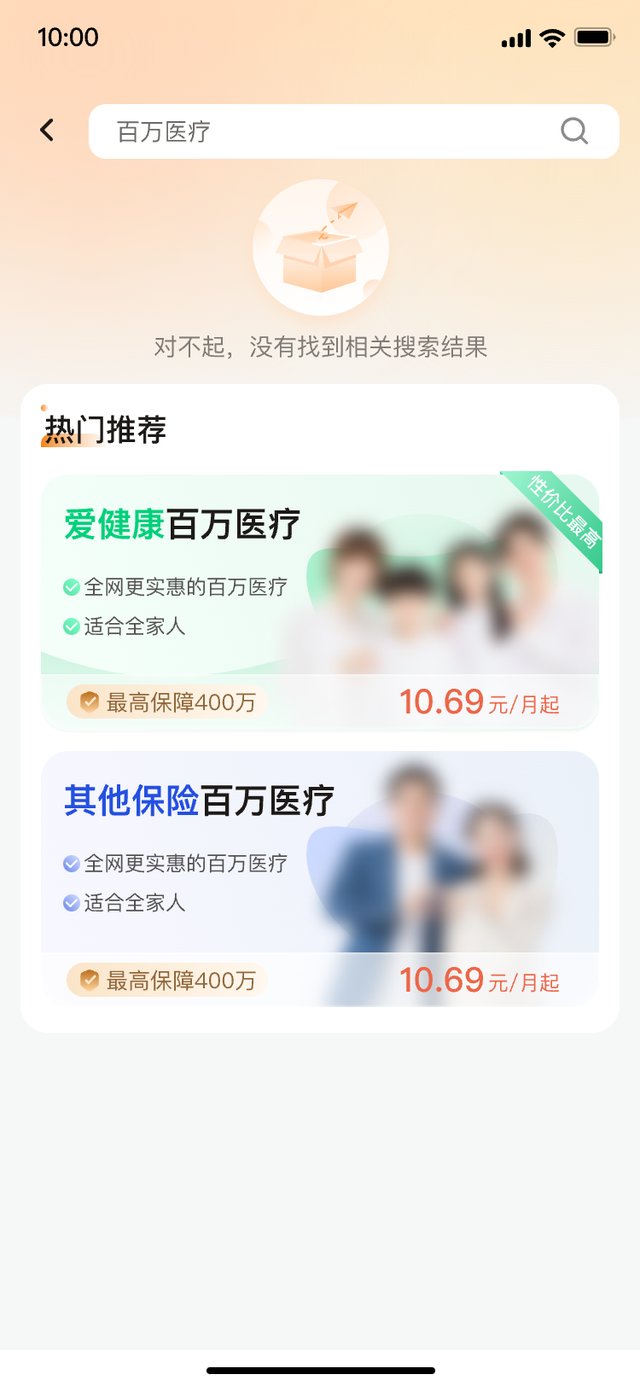 10:00
百万医疗
对不起，没有找到相关搜索结果
热门推荐
性价比最高
爱健康百万医疗
全网更实惠的百万医疗
适合全家人
最高保障400万
10.69元/月起
其他保险百万医疗
全网更实惠的百万医疗
适合全家人
最高保障400万
10.69元/月起